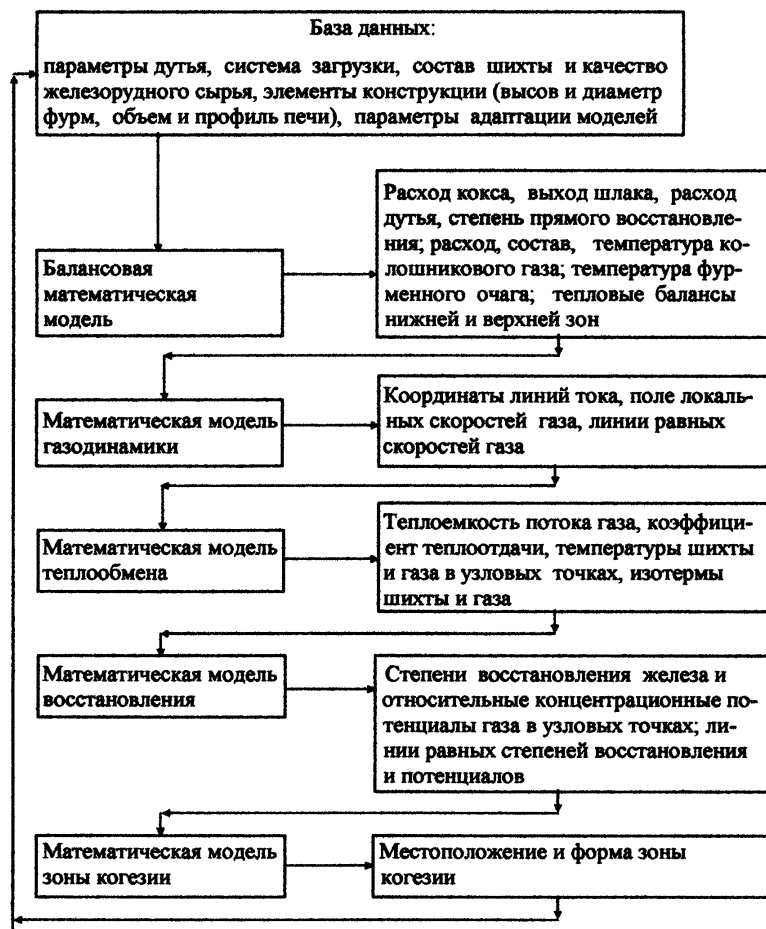 База данных:
параметры дутья, система загрузки, состав шихты и качество
железорудного сырья, элементы конструкции (высов и диаметр
фурм, объем и профиль печи), параметры адаптации моделей
Балансовая
математическая
модель
Расход кокса, выход шлака, расход
дутья, степень прямого восстановле-
ния; расход, состав, температура ко-
лошникового газа; температура фур-
менного очага; тепловые балансы
нижней и верхней зон
Математическая модель
газодинамики
Координаты линий тока, поле локаль-
ных скоростей газа, линии равных
скоростей газа
Математическая модель
теплообмена
Теплоемкость потока газа, коэффици-
ент теплоотдачи, температуры шихты
и газа в узловых точках, изотермы
шихты и газа
Математическая модель
восстановления
Степени восстановления железа и
относительные концентрационные по-
тенциалы газа в узловых точках; ли-
нии равных степеней восстановления
и потенциалов
Математическая модель
зоны когезии
Местоположение и форма зоны
когезии